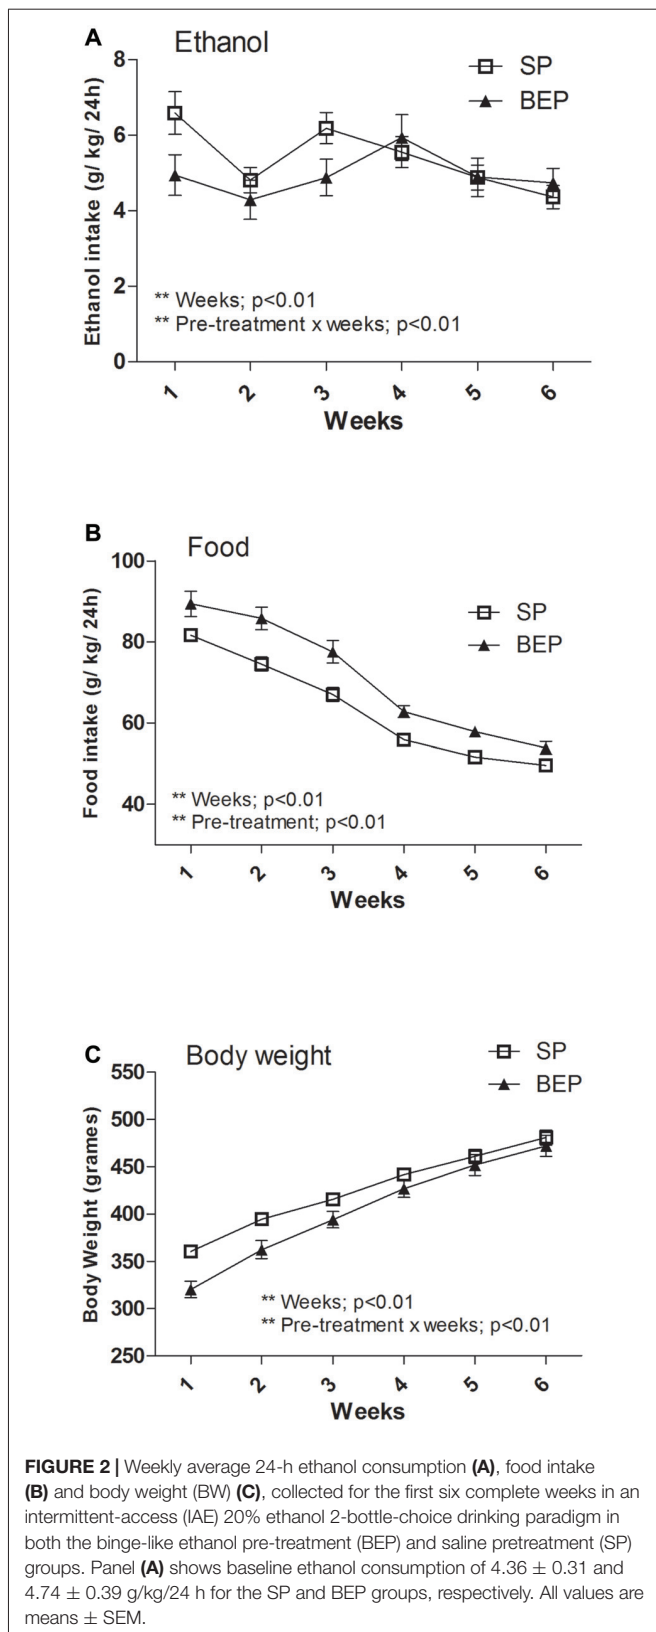 A
Ethanol
SP
BEP
8
6
4
2
0
Ethanol intake (g/ kg/ 24h)
** Weeks; p<0.01
** Pre-treatment x weeks; p<0.01
1 2 3 4 5 6
Weeks
B
Food
SP
BEP
100
80
60
40
Food intake (g/ kg/ 24h)
** Weeks; p<0.01
** Pre-treatment; p<0.01
1 2 3 4 5 6
Weeks
C
Body weight
SP
BEP
550
500
450
400
350
300
250
Body Weight (grames)
** Weeks; p<0.01
** Pre-treatment x weeks; p<0.01
1 2 3 4 5 6
Weeks
FIGURE 2 | Weekly average 24-h ethanol consumption (A), food intake
(B) and body weight (BW) (C), collected for the first six complete weeks in an
intermittent-access (IAE) 20% ethanol 2-bottle-choice drinking paradigm in
both the binge-like ethanol pre-treatment (BEP) and saline pretreatment (SP)
groups. Panel (A) shows baseline ethanol consumption of 4.36 ± 0.31 and
4.74 ± 0.39 g/kg/24 h for the SP and BEP groups, respectively. All values are
means ± SEM.